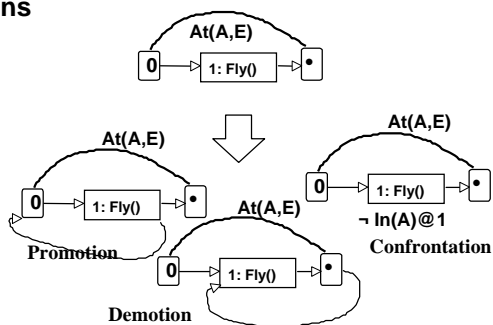 ns
At(A,E)
0
1: Fly()
•
At(A,E)
0
1: Fly()
•
Promotion
At(A,E)
0
1: Fly()
•
¬ In(A)@1
Confrontation
At(A,E)
0
1: Fly()
•
Demotion